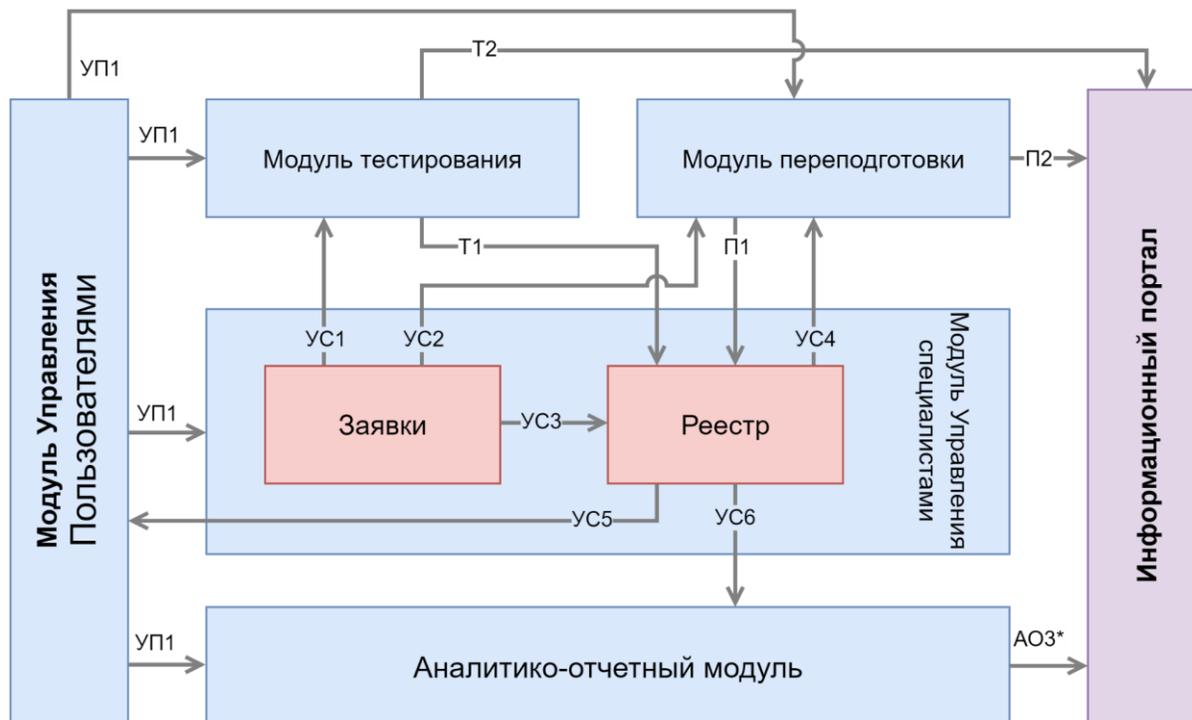 УП1
Т2
УП1
Модуль тестирования
Модуль переподготовки
П2
Т1
П1
УС1
УС2
УС4
Модуль Управления
Пользователями
Модуль Управления
специалистами
Информационный портал
УП1
Заявки
УС3
Реестр
УС5
УС6
УП1
Аналитико-отчетный модуль
АО3*